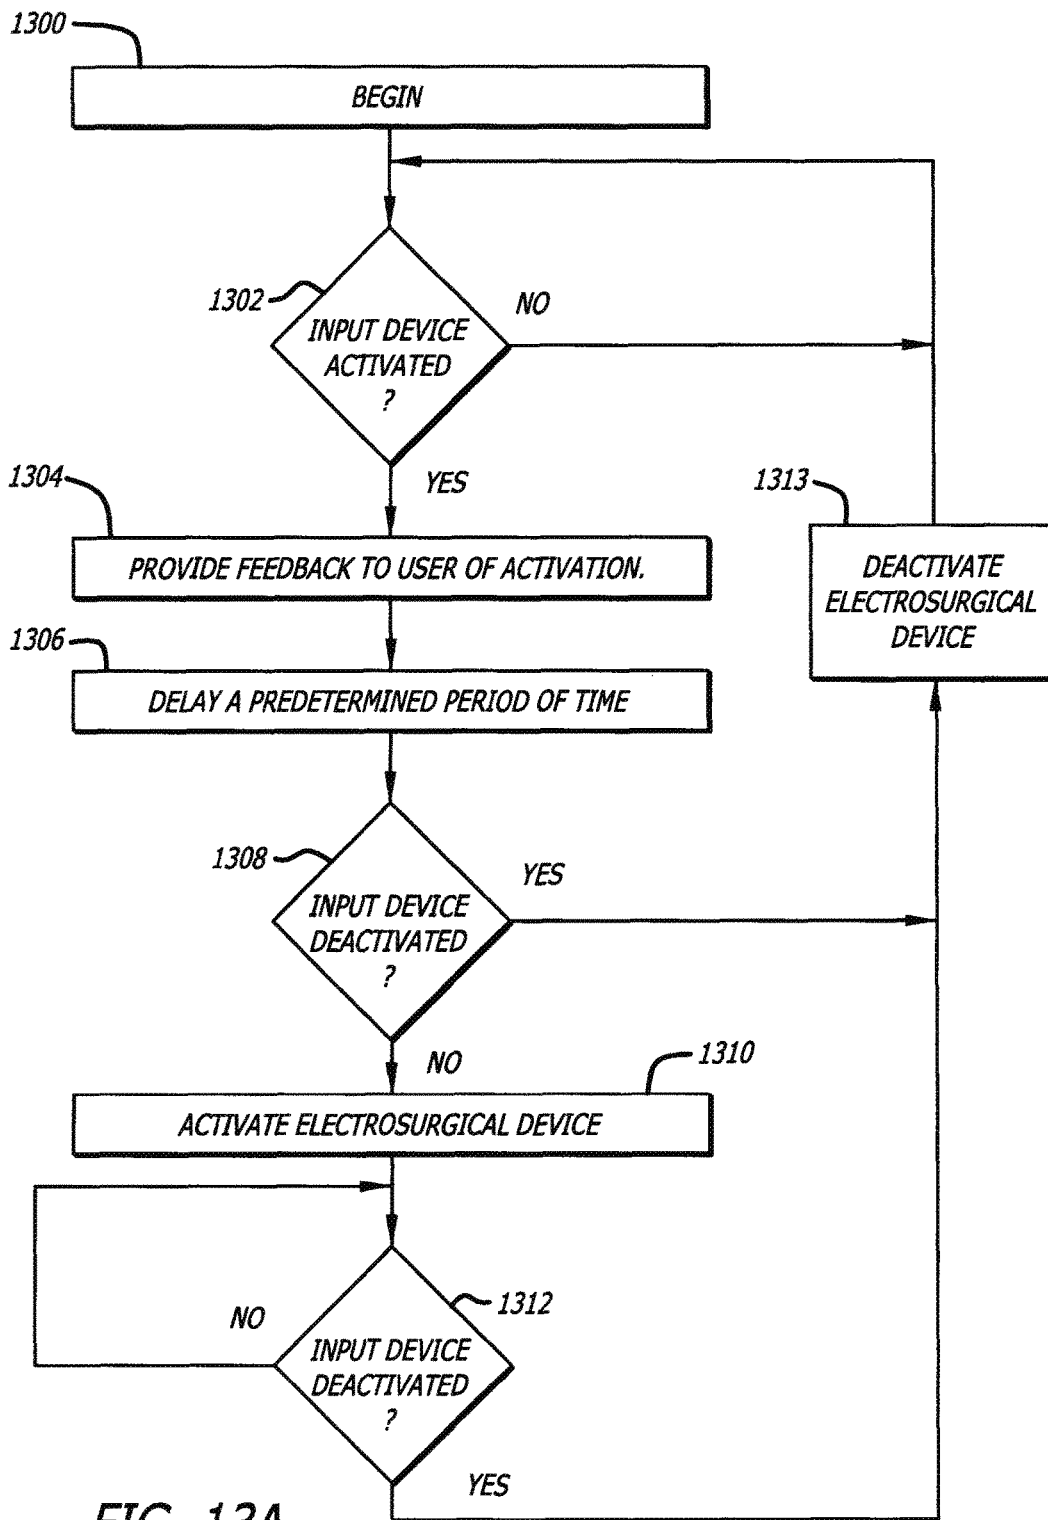 1300
BEGIN
1302
INPUT DEVICE
ACTIVATED
?
NO
YES
1304
PROVIDE FEEDBACK TO USER OF ACTIVATION.
1313
DEACTIVATE
ELECTROSURGICAL
DEVICE
1306
DELAY A PREDETERMINED PERIOD OF TIME
1308
INPUT DEVICE
DEACTIVATED
?
YES
NO
1310
ACTIVATE ELECTROSURGICAL DEVICE
1312
INPUT DEVICE
DEACTIVATED
?
NO
YES
FIG. 13A